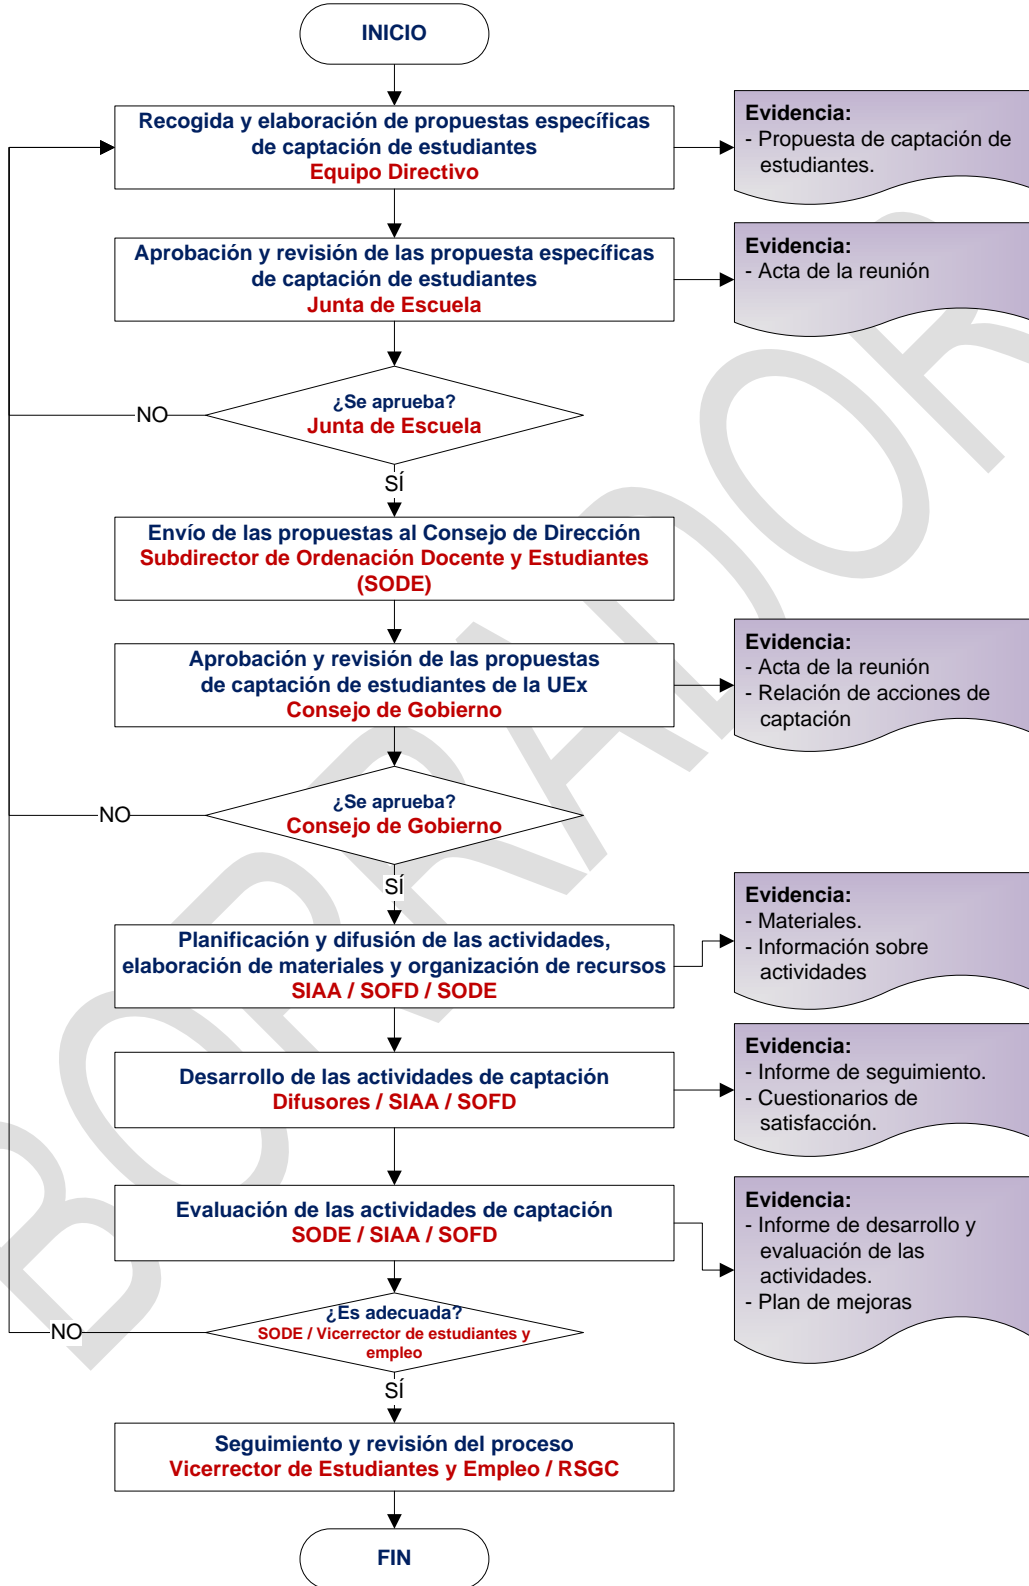 INICIO
Recogida y elaboración de propuestas específicas
de captación de estudiantes
Equipo Directivo
Evidencia:
- Propuesta de captación de
estudiantes.
Aprobación y revisión de las propuesta específicas
de captación de estudiantes
Junta de Escuela
Evidencia:
- Acta de la reunión
¿Se aprueba?
Junta de Escuela
NO
SÍ
Envío de las propuestas al Consejo de Dirección
Subdirector de Ordenación Docente y Estudiantes
(SODE)
Aprobación y revisión de las propuestas
de captación de estudiantes de la UEx
Consejo de Gobierno
Evidencia:
- Acta de la reunión
- Relación de acciones de
captación
¿Se aprueba?
Consejo de Gobierno
NO
SÍ
Planificación y difusión de las actividades,
elaboración de materiales y organización de recursos
SIAA / SOFD / SODE
Evidencia:
- Materiales.
- Información sobre
actividades
Desarrollo de las actividades de captación
Difusores / SIAA / SOFD
Evidencia:
- Informe de seguimiento.
- Cuestionarios de
satisfacción.
Evaluación de las actividades de captación
SODE / SIAA / SOFD
Evidencia:
- Informe de desarrollo y
evaluación de las
actividades.
- Plan de mejoras
¿Es adecuada?
SODE / Vicerrector de estudiantes y
empleo
NO
SÍ
Seguimiento y revisión del proceso
Vicerrector de Estudiantes y Empleo / RSGC
FIN
BORRADOR